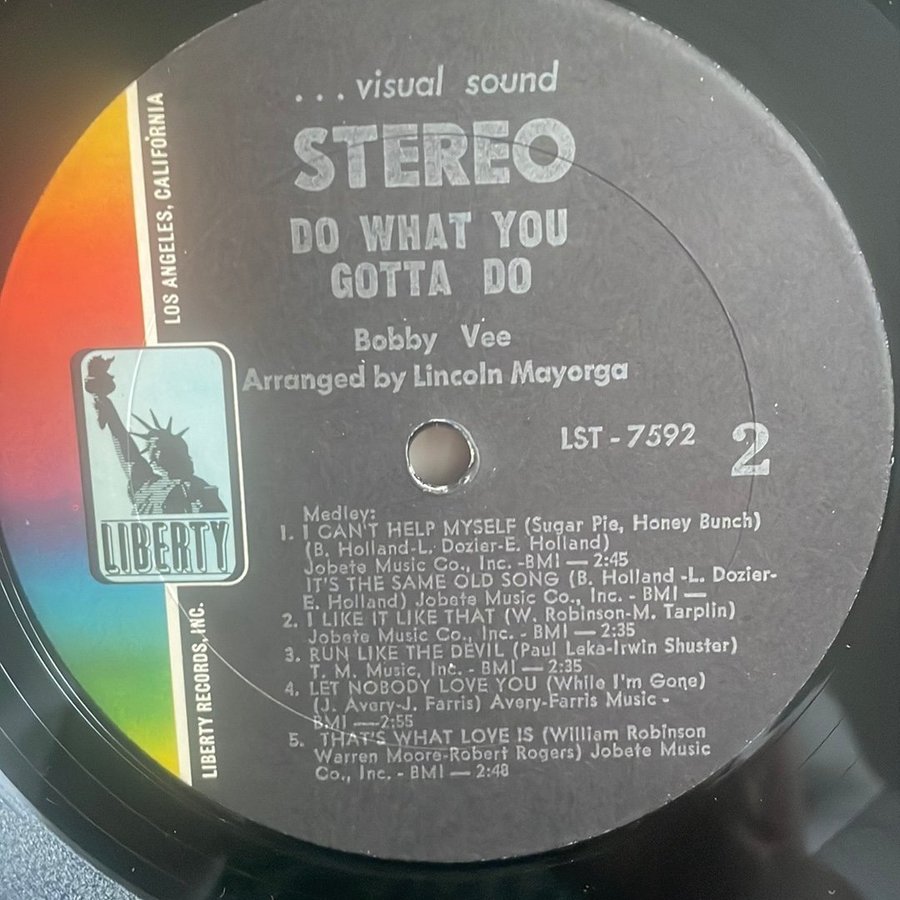 ...visual sound
STEREO
DO WHAT YOU
GOTTA DO
Bobby Vee
Arranged by Lincoln Mayorga
LST-7592
2
Medley:
1. I CAN'T HELP MYSELF (Sugar Pie, Honey Bunch)
(B. Holland-L. Dozier-E. Holland)
Jobete Music Co., Inc. -BMI — 2:45
IT'S THE SAME OLD SONG (B. Holland -L. Dozier-
E. Holland) Jobete Music Co., Inc. - BMI —
2. I LIKE IT LIKE THAT (W. Robinson-M. Tarplin)
Jobete Music Co., Inc. - BMI — 2:35
3. RUN LIKE THE DEVIL (Paul Leka-Irwin Shuster)
T. M. Music, Inc. - BMI — 2:35
4. LET NOBODY LOVE YOU (While I'm Gone)
(J. Avery-J. Farris) Avery-Farris Music -
BMI —2:55
5. THAT'S WHAT LOVE IS (William Robinson
Warren Moore-Robert Rogers) Jobete Music
Co., Inc. - BMI — 2:48
LOS ANGELES, CALIFORNIA
LIBERTY
LIBERTY RECORDS, INC.